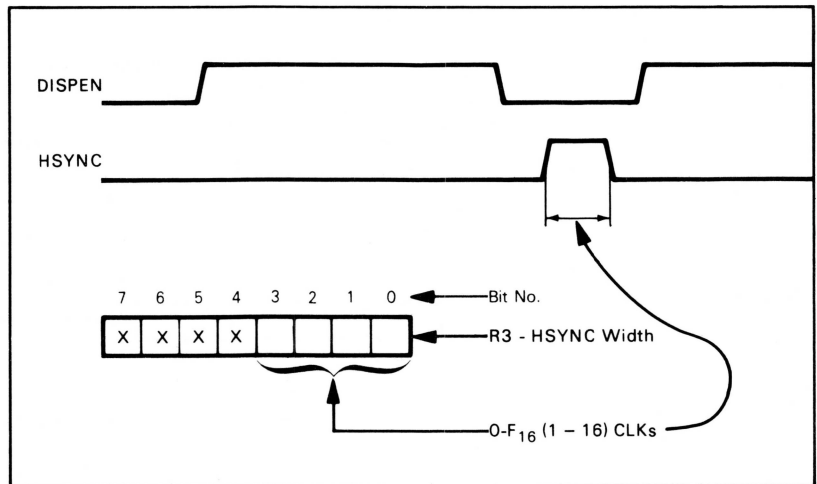 DISPEN
HSYNC
7 6 5 4 3 2 1 0 Bit No.
X X X X R3 - HSYNC Width
0-F16 (1 – 16) CLKs